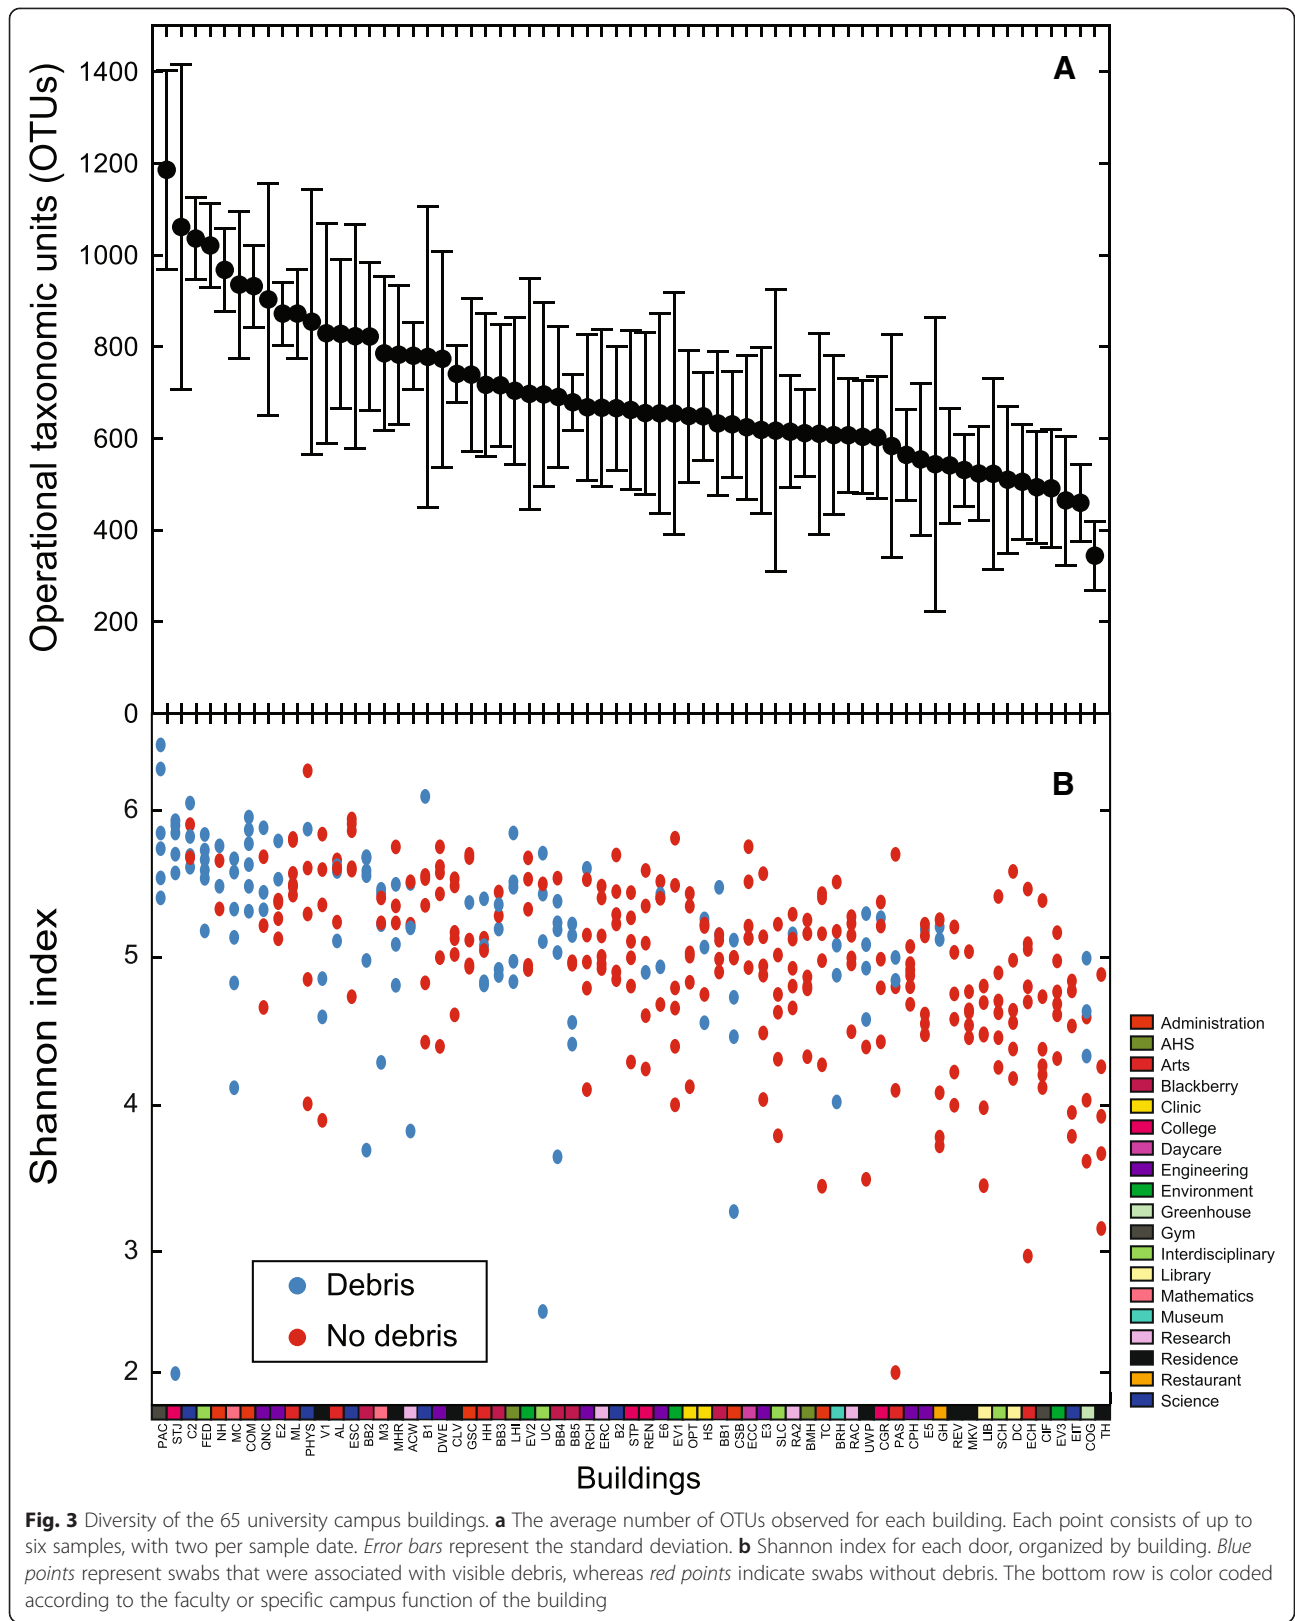 A
Operational taxonomic units (OTUs)
1400
1200
1000
800
600
400
200
0
B
Shannon index
6
5
4
3
2
Debris
No debris
Administration
AHS
Arts
Blackberry
Clinic
College
Daycare
Engineering
Environment
Greenhouse
Gym
Interdisciplinary
Library
Mathematics
Museum
Research
Residence
Restaurant
Science
PAC STJ C2 FED NH MC COM QNC E2 ML PHYS V1 AL ESC BB2 M3 MHR ACW B1 DWE CLV GSC HH BB3 LHI EV2 UC BB4 BB5 RCH ERC B2 STP REN E6 EV1 OPT HS BB1 CSB ECC E3 SLC RA2 BMH TC BRH RAC UWP CGR PAS CPH E5 GH REV MKV LIB SCH DC ECH CIF EV3 EIT COG TH
Buildings
Fig. 3 Diversity of the 65 university campus buildings. a The average number of OTUs observed for each building. Each point consists of up to
six samples, with two per sample date. Error bars represent the standard deviation. b Shannon index for each door, organized by building. Blue
points represent swabs that were associated with visible debris, whereas red points indicate swabs without debris. The bottom row is color coded
according to the faculty or specific campus function of the building